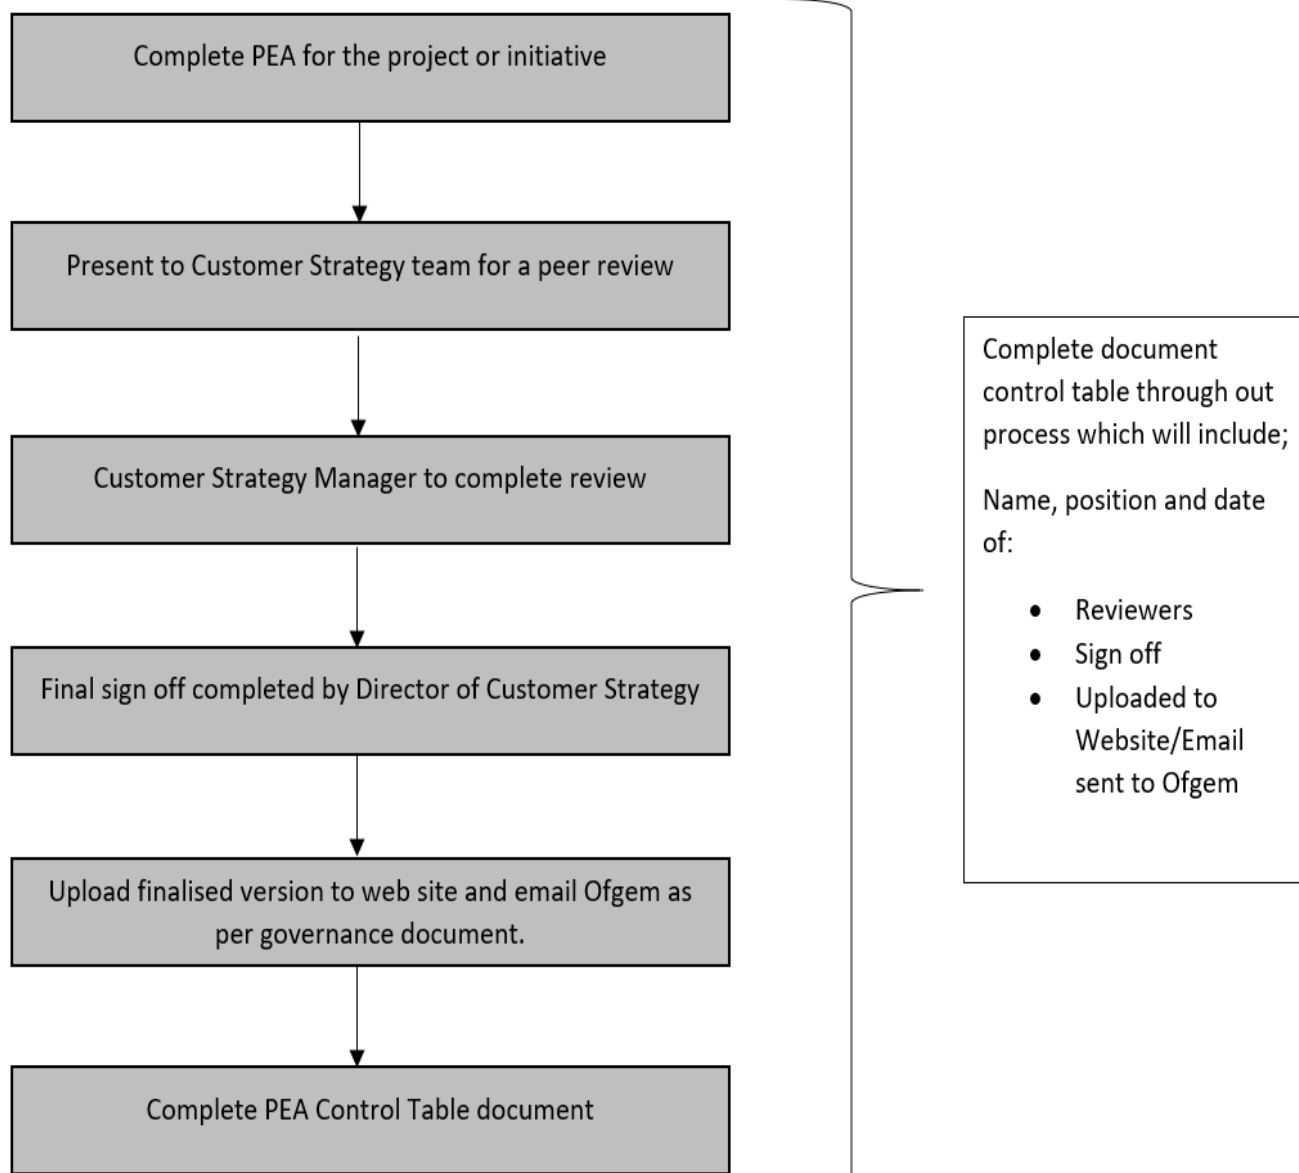 Complete PEA for the project or initiative
Present to Customer Strategy team for a peer review
Customer Strategy Manager to complete review
Final sign off completed by Director of Customer Strategy
Upload finalised version to web site and email Ofgem as
per governance document.
Complete PEA Control Table document
Complete document
control table through out
process which will include;
Name, position and date
of:
• Reviewers
• Sign off
• Uploaded to
Website/Email
sent to Ofgem